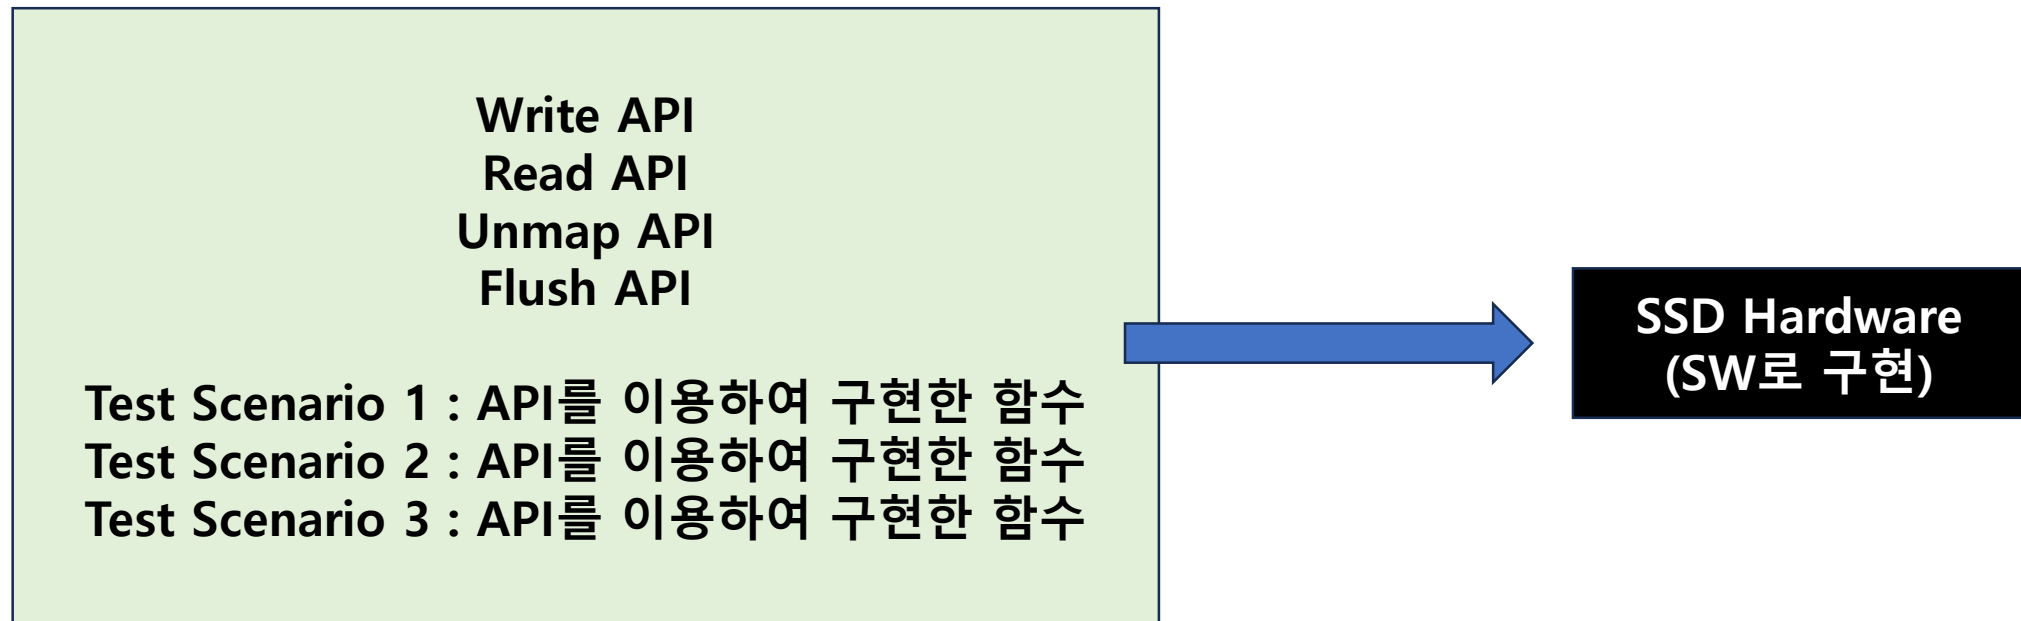 Write API
Read API
Unmap API
Flush API
Test Scenario 1 : API를 이용하여 구현한 함수
Test Scenario 2 : API를 이용하여 구현한 함수
Test Scenario 3 : API를 이용하여 구현한 함수
SSD Hardware
(SW로 구현)